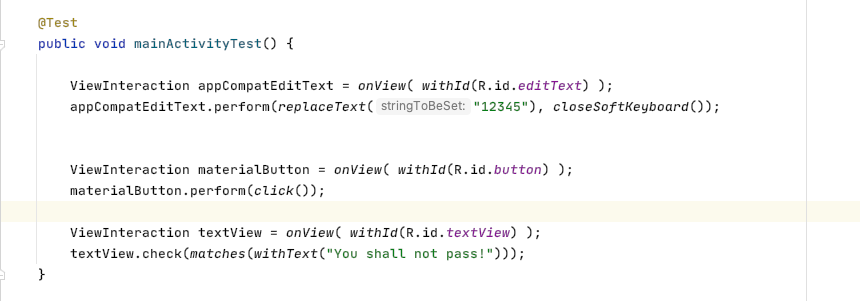 @Test
public void mainActivityTest() {
ViewInteraction appCompatEditText = onView( withId(R.id.editText) );
appCompatEditText.perform(replaceText( stringToBeSet: "12345"), closeSoftKeyboard());
ViewInteraction materialButton = onView( withId(R.id.button) );
materialButton.perform(click());
ViewInteraction textView = onView( withId(R.id.textView) );
textView.check(matches(withText("You shall not pass!")));
}